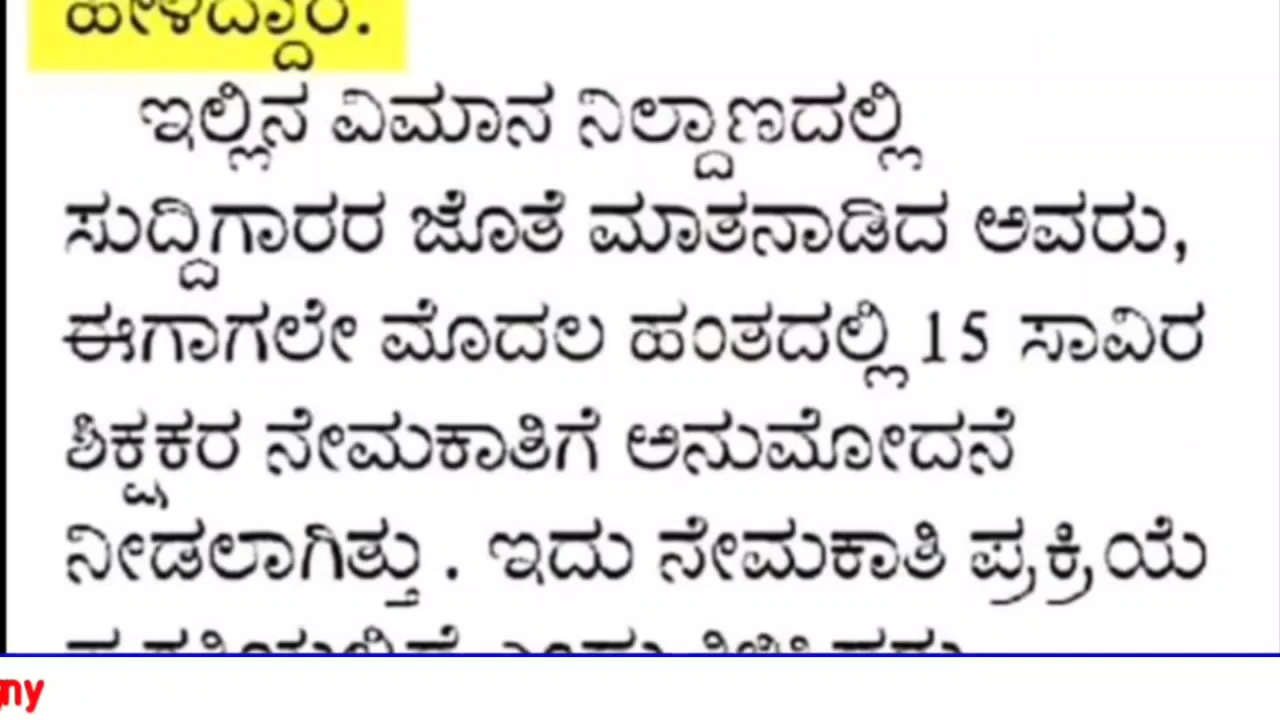 ಹೇಳಿದ್ದಾರೆ.
ಇಲ್ಲಿನ ವಿಮಾನ ನಿಲ್ದಾಣದಲ್ಲಿ
ಸುದ್ದಿಗಾರರ ಜೊತೆ ಮಾತನಾಡಿದ ಅವರು,
ಈಗಾಗಲೇ ಮೊದಲ ಹಂತದಲ್ಲಿ 15 ಸಾವಿರ
ಶಿಕ್ಷಕರ ನೇಮಕಾತಿಗೆ ಅನುಮೋದನೆ
ನೀಡಲಾಗಿತ್ತು. ಇದು ನೇಮಕಾತಿ ಪ್ರಕ್ರಿಯೆ